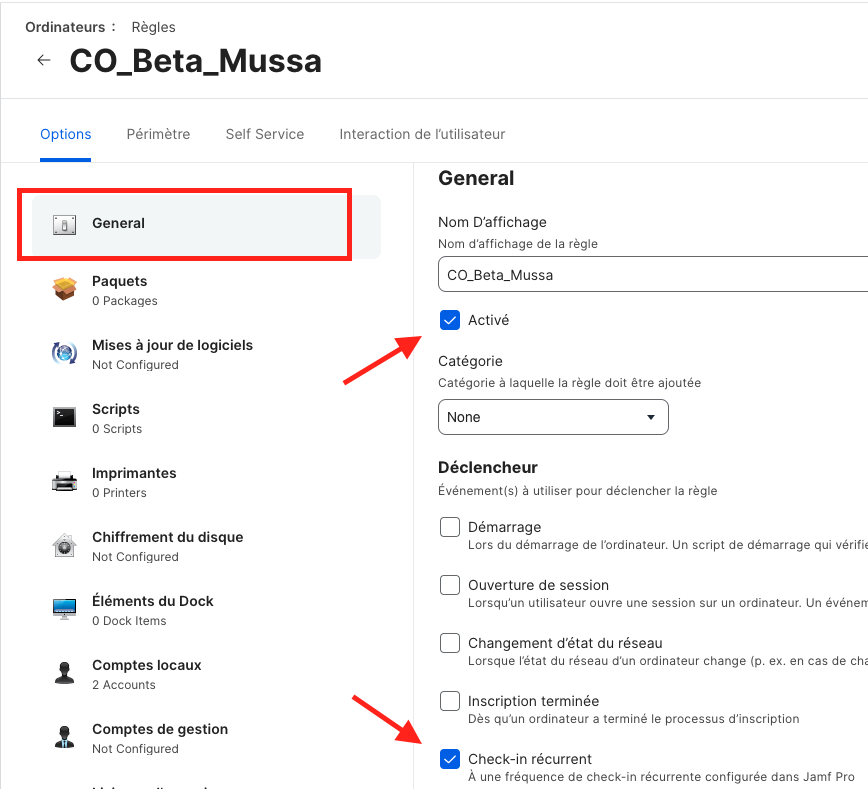 Ordinateurs : Règles
← CO_Beta_Mussa
Options Périmètre Self Service Interaction de l’utilisateur
General
Paquets
0 Packages
Mises à jour de logiciels
Not Configured
Scripts
0 Scripts
Imprimantes
0 Printers
Chiffrement du disque
Not Configured
Éléments du Dock
0 Dock Items
Comptes locaux
2 Accounts
Comptes de gestion
Not Configured
General
Nom D’affichage
Nom d’affichage de la règle
CO_Beta_Mussa
Activé
Catégorie
Catégorie à laquelle la règle doit être ajoutée
None
Déclencheur
Événement(s) à utiliser pour déclencher la règle
Démarrage
Lors du démarrage de l’ordinateur. Un script de démarrage qui vérifie
Ouverture de session
Lorsqu’un utilisateur ouvre une session sur un ordinateur. Un
Changement d’état du réseau
Lorsque l’état du réseau d’un ordinateur change (p. ex. en cas de
Inscription terminée
Dès qu’un ordinateur a terminé le processus d’inscription
Check-in récurrent
À une fréquence de check-in récurrente configurée dans Jamf Pro